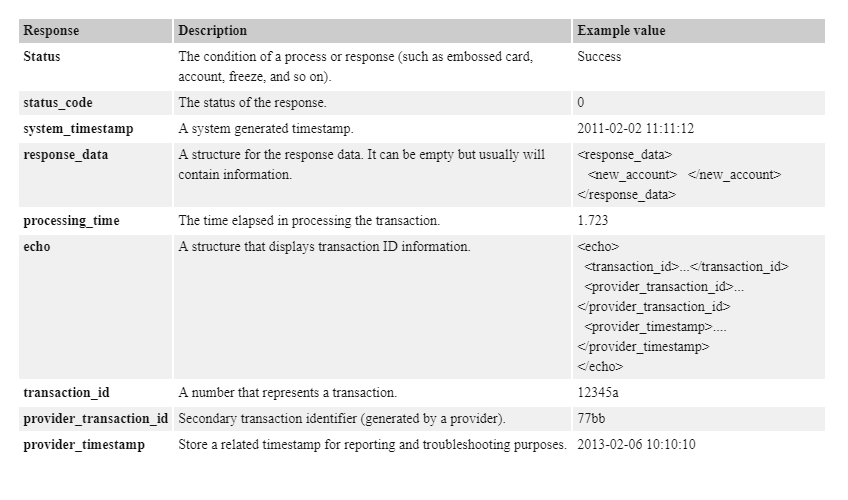 Response Description Example value
Status The condition of a process or response (such as embossed card, Success
account, freeze, and so on).
status_code The status of the response. 0
system_timestamp A system generated timestamp. 2011-02-02 11:11:12
response_data A structure for the response data. It can be empty but usually will <response_data>
contain information. <new_account> </new_account>
</response_data>
processing_time The time elapsed in processing the transaction. 1.723
echo A structure that displays transaction ID information. <echo>
<transaction_id>...</transaction_id>
<provider_transaction_id>...
</provider_transaction_id>
<provider_timestamp>....
</provider_timestamp>
</echo>
transaction_id A number that represents a transaction. 12345a
provider_transaction_id Secondary transaction identifier (generated by a provider). 77bb
provider_timestamp Store a related timestamp for reporting and troubleshooting purposes. 2013-02-06 10:10:10